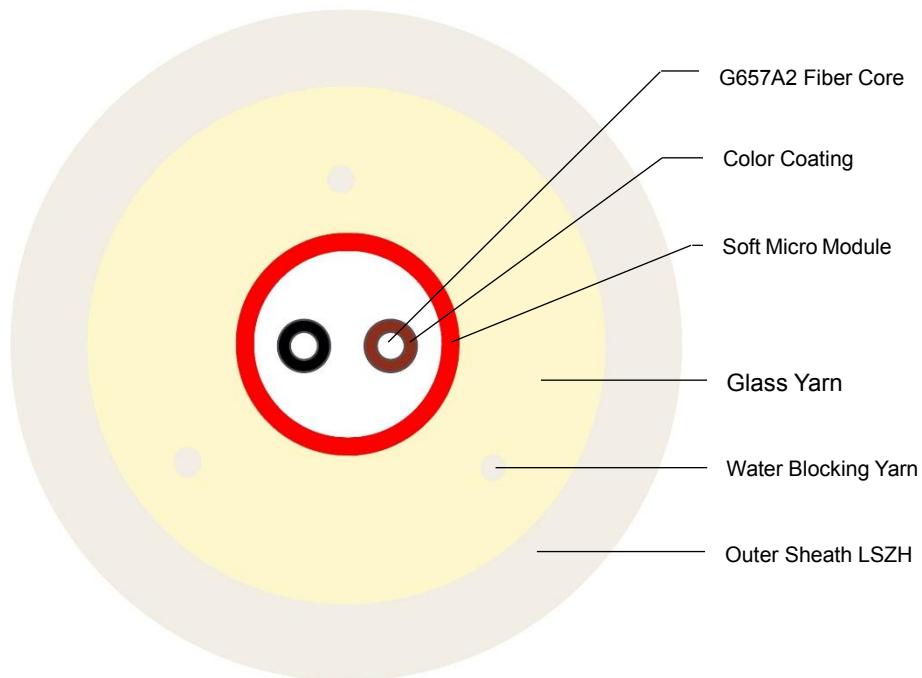 G657A2 Fiber Core
Color Coating
Soft Micro Module
Glass Yarn
Water Blocking Yarn
Outer Sheath LSZH